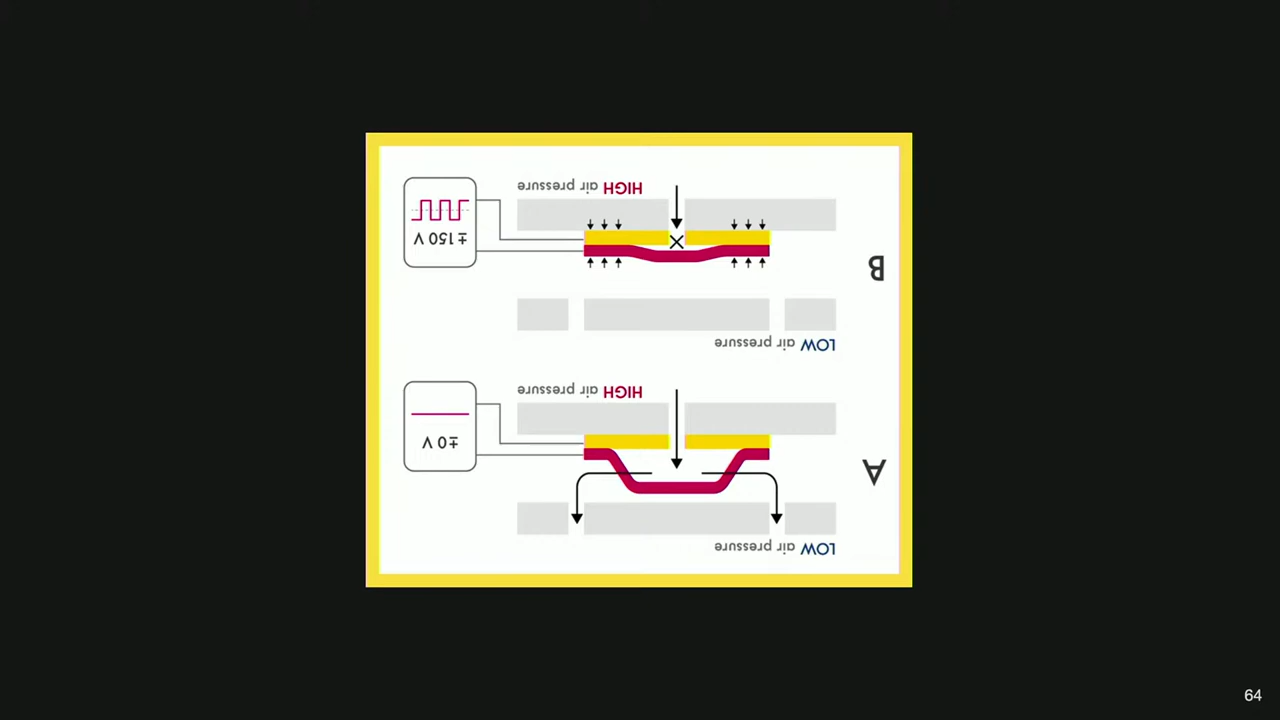 LOW air pressure
A
±0 V
HIGH air pressure
LOW air pressure
B
±150 V
HIGH air pressure
64